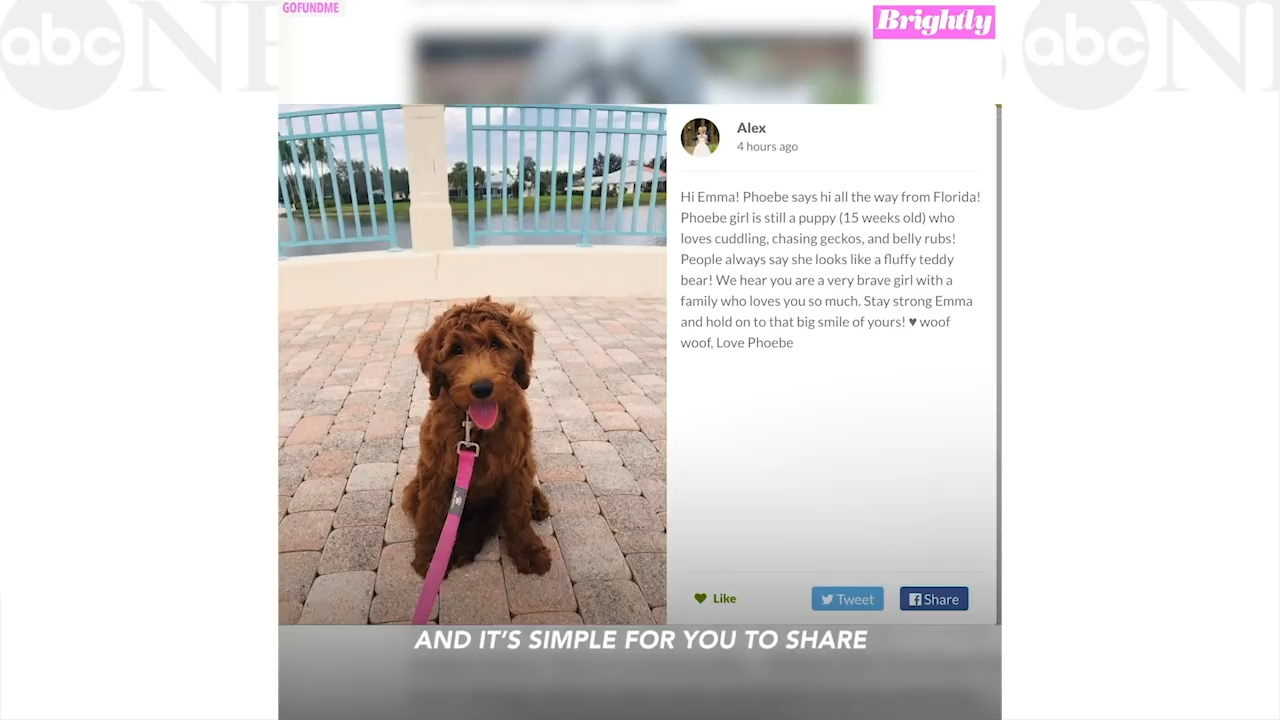 GOFUNDME
Brightly
abc NE
abc NI
Alex
4 hours ago
Hi Emma! Phoebe says hi all the way from Florida!
Phoebe girl is still a puppy (15 weeks old) who
loves cuddling, chasing geckos, and belly rubs!
People always say she looks like a fluffy teddy
bear! We hear you are a very brave girl with a
family who loves you so much. Stay strong Emma
and hold on to that big smile of yours! ♥ woof
woof, Love Phoebe
Like
Tweet
Share
AND IT'S SIMPLE FOR YOU TO SHARE